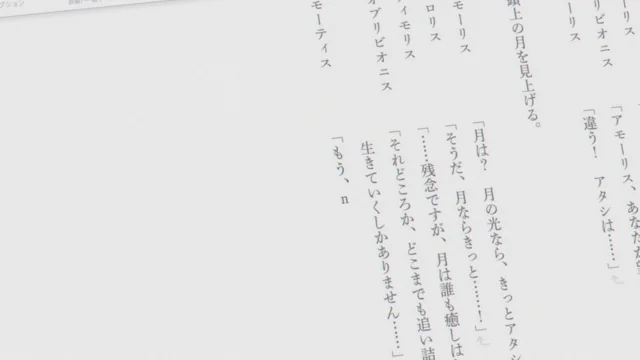 ーリス
リビオニス「アモーリス、あなたが
ーリス「違う！　アタシは……」
頭上の月を見上げる。
モーリス「月は？　月の光なら、きっとアタ
ロリス「そうだ、月ならきっと……！」
ィモリス「……残念ですが、月は誰も癒しは
オブリビオニス「それどころか、どこまでも追い詰
生きていくしかありません……」
モーティス「もう、n